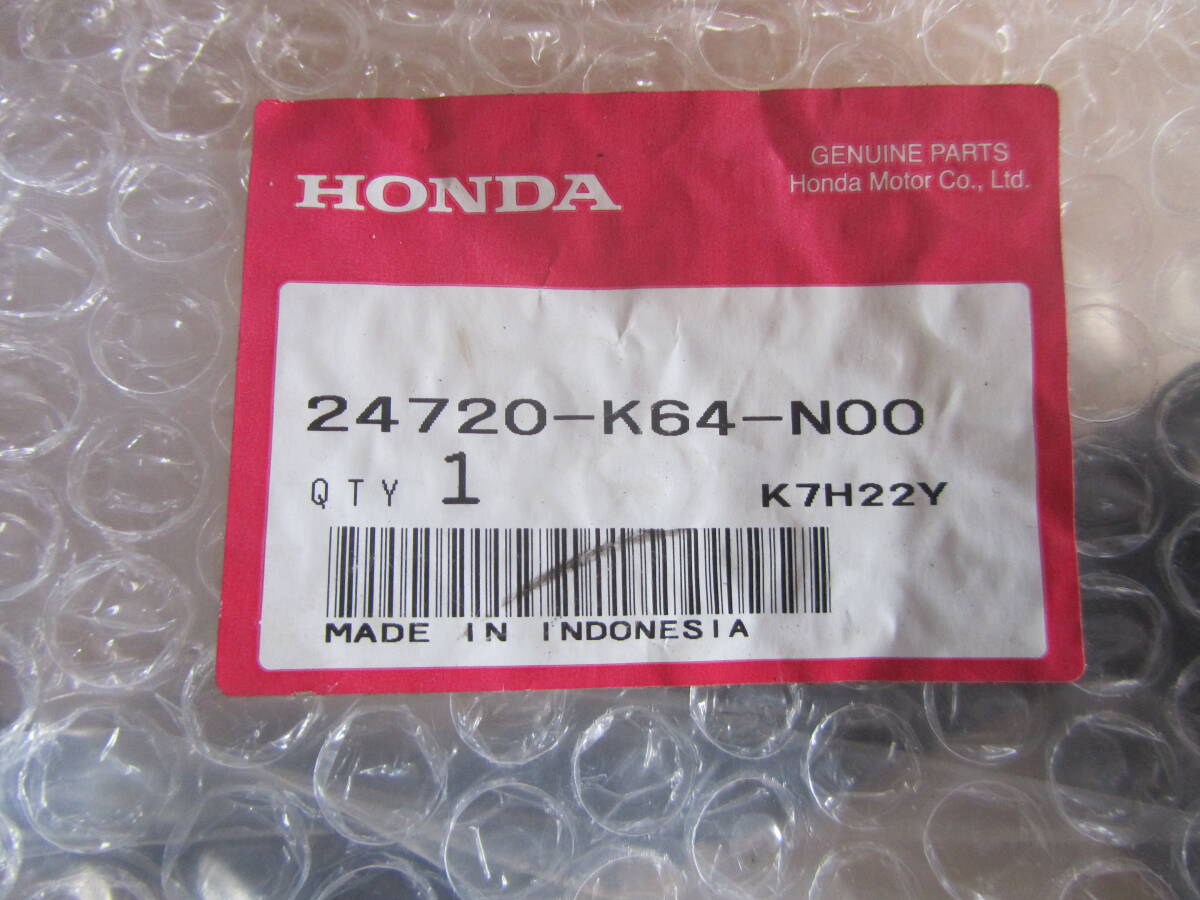 HONDA
GENUINE PARTS
Honda Motor Co., Ltd.
24720-K64-N00
QTY 1 K7H22Y
MADE IN INDONESIA